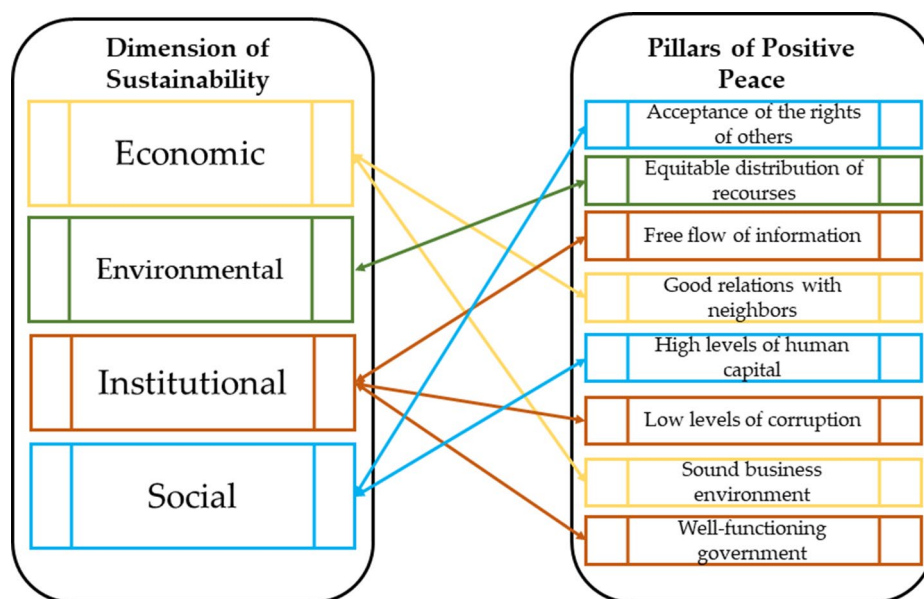 Dimension of
Sustainability
Economic
Environmental
Institutional
Social
Pillars of Positive
Peace
Acceptance of the rights
of others
Equitable distribution of
recourses
Free flow of information
Good relations with
neighbors
High levels of human
capital
Low levels of corruption
Sound business
environment
Well-functioning
government